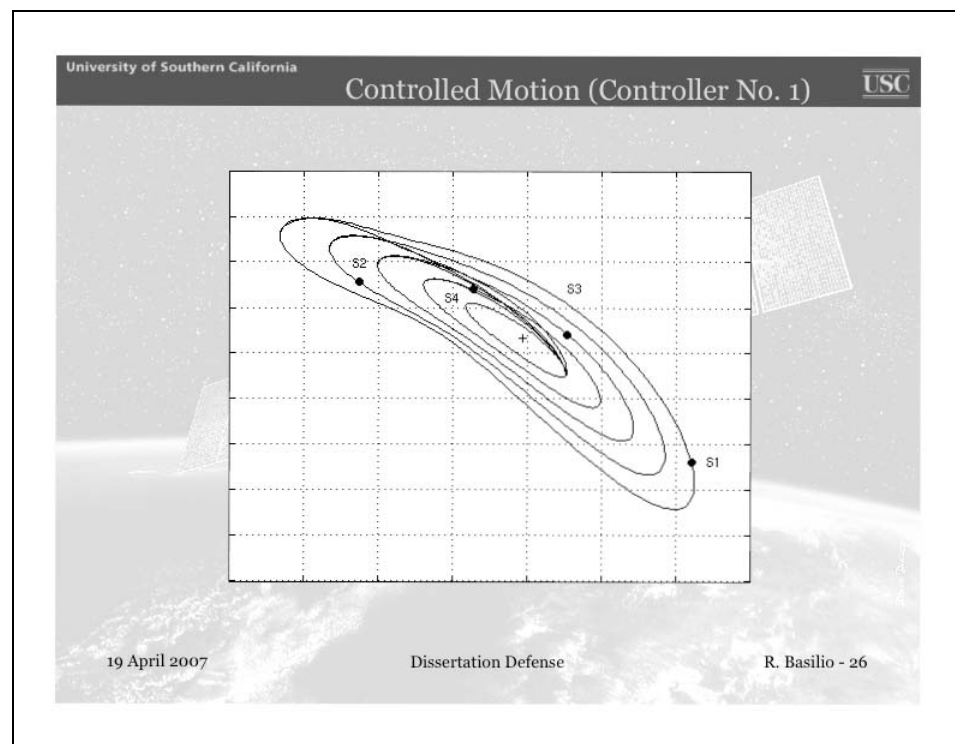 University of Southern California
Controlled Motion (Controller No. 1)
USC
S2
S3
S4
S1
19 April 2007
Dissertation Defense
R. Basilio - 26